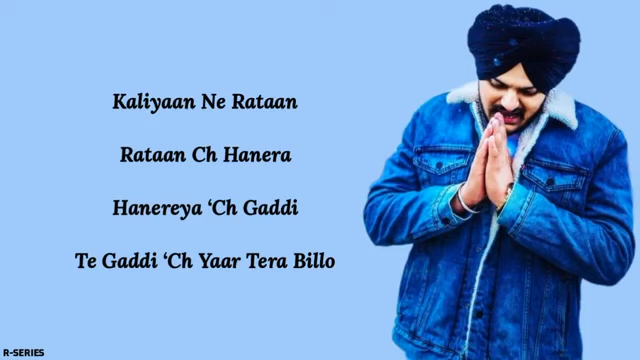 Kaliyaan Ne Rataan
Rataan Ch Hanera
Hanereya ‘Ch Gaddi
Te Gaddi ‘Ch Yaar Tera Billo
R-SERIES